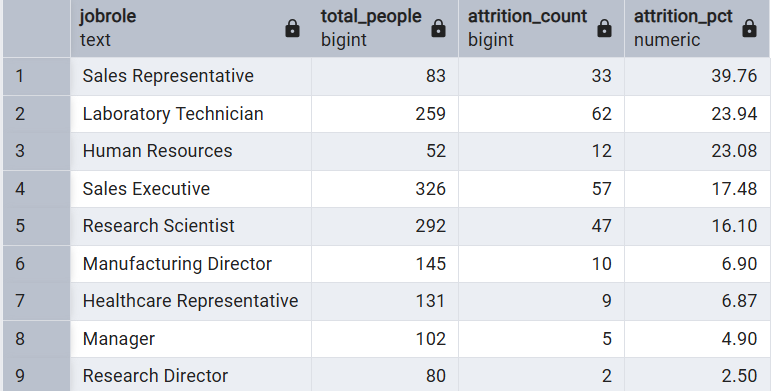 jobrole total_people attrition_count attrition_pct
text bigint bigint numeric
1 Sales Representative 83 33 39.76
2 Laboratory Technician 259 62 23.94
3 Human Resources 52 12 23.08
4 Sales Executive 326 57 17.48
5 Research Scientist 292 47 16.10
6 Manufacturing Director 145 10 6.90
7 Healthcare Representative 131 9 6.87
8 Manager 102 5 4.90
9 Research Director 80 2 2.50